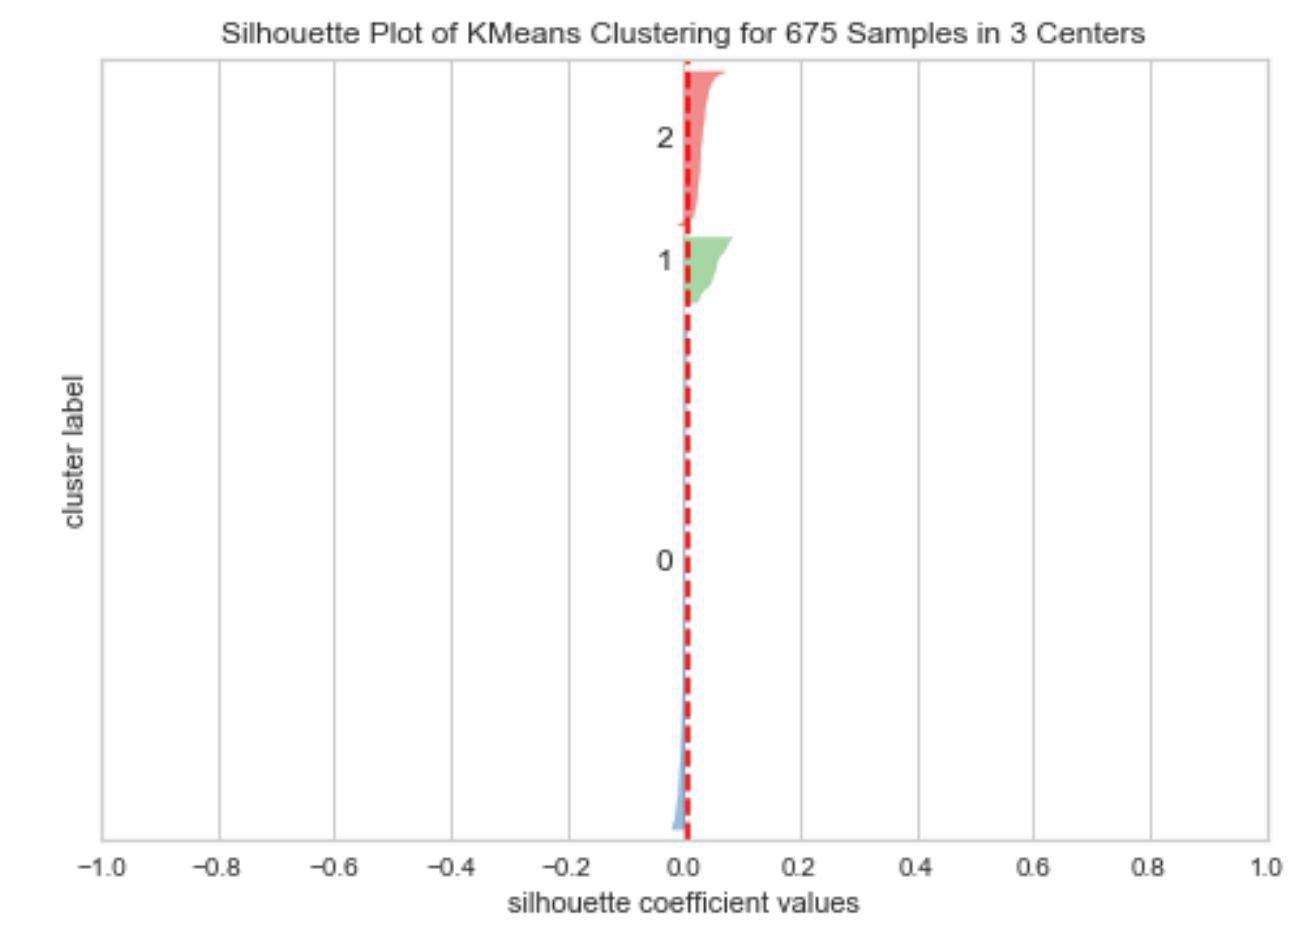 Silhouette Plot of KMeans Clustering for 675 Samples in 3 Centers
2
1
0
cluster label
−1.0 −0.8 −0.6 −0.4 −0.2 0.0 0.2 0.4 0.6 0.8 1.0
silhouette coefficient values